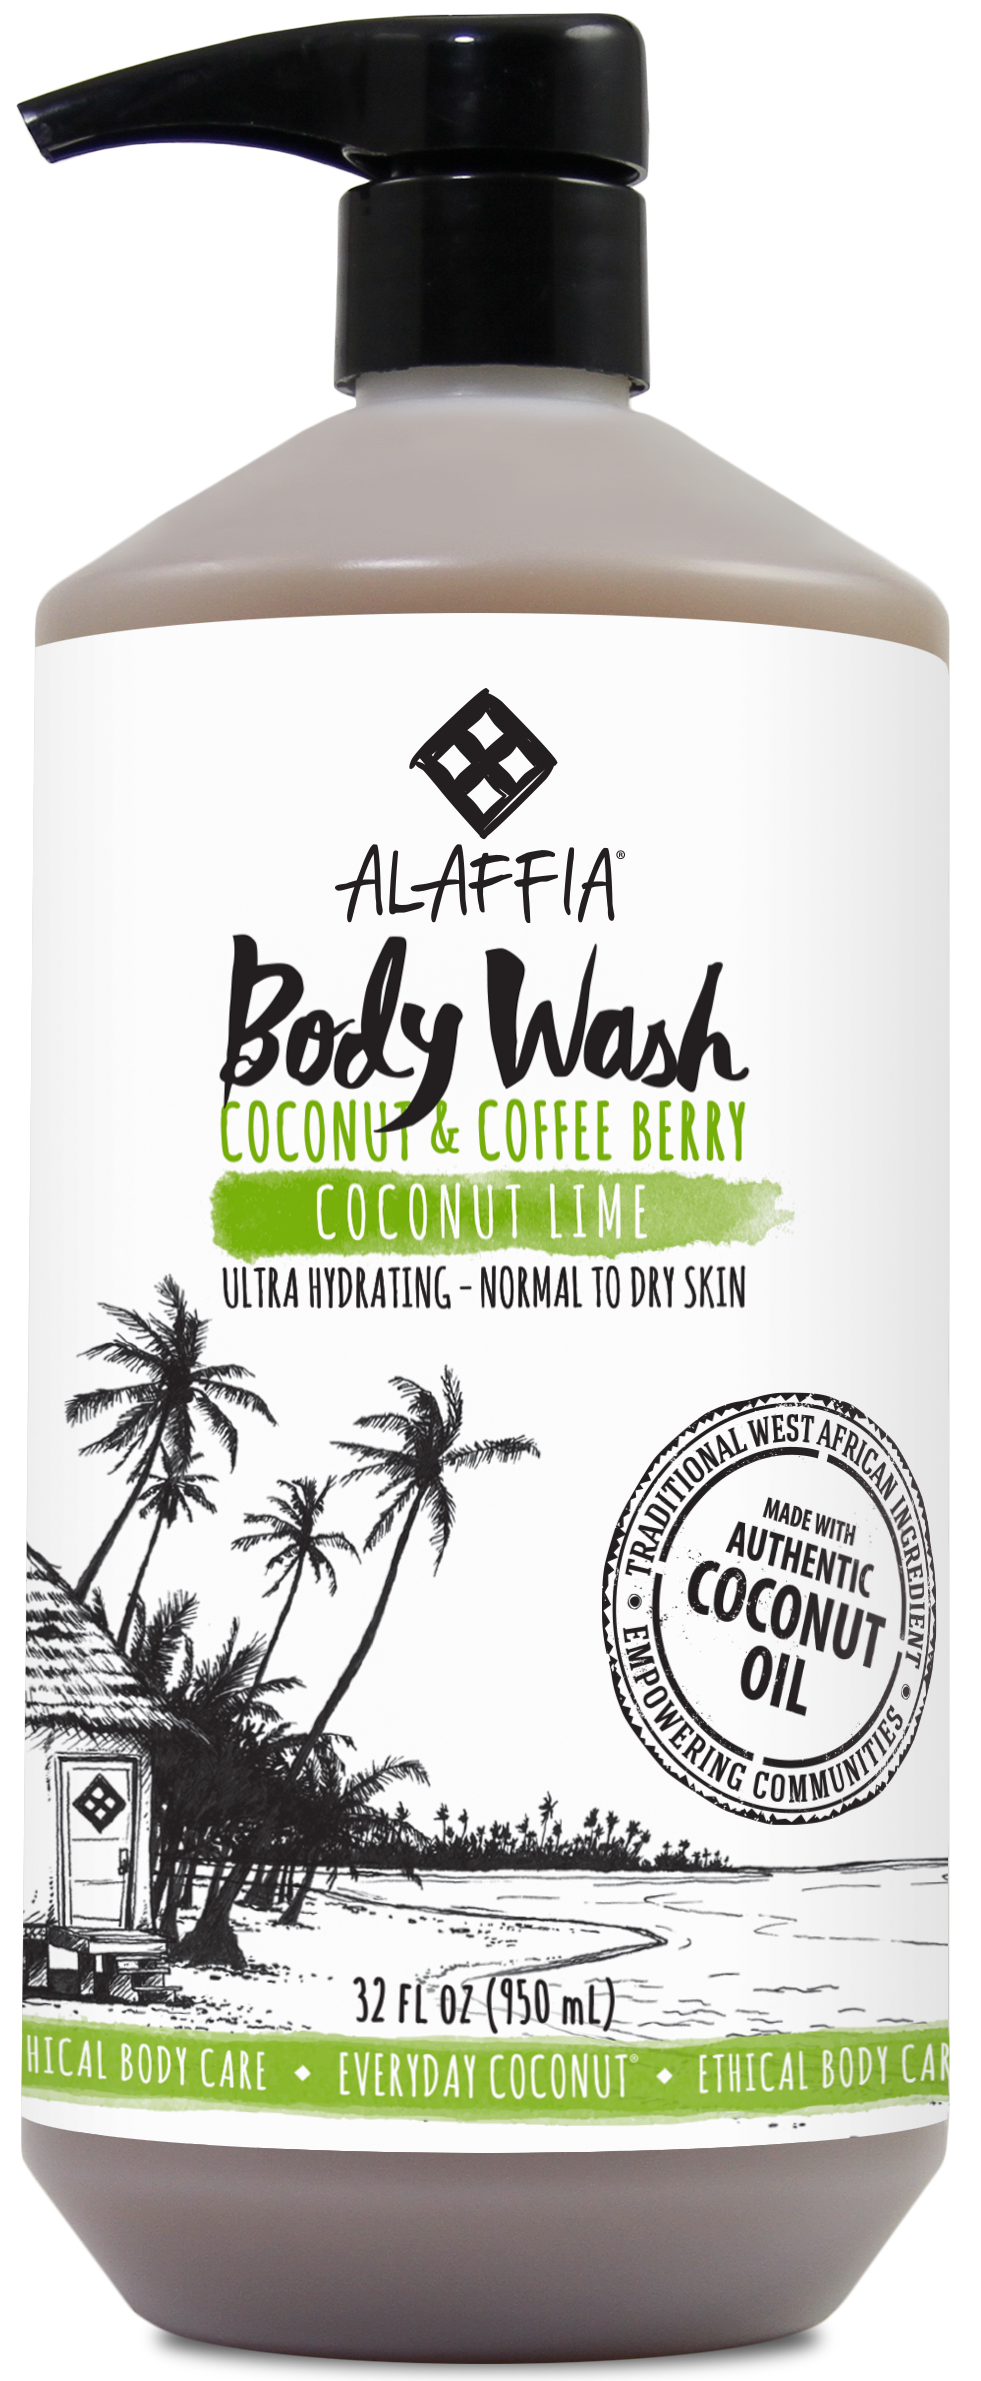 ALAFFIA®
Body Wash
COCONUT & COFFEE BERRY
COCONUT LIME
ULTRA HYDRATING - NORMAL TO DRY SKIN
TRADITIONAL WEST AFRICAN INGREDIENT
MADE WITH
AUTHENTIC
COCONUT
OIL
• EMPOWERING COMMUNITIES •
32 FL OZ (950 mL)
HICAL BODY CARE ◆ EVERYDAY COCONUT® ◆ ETHICAL BODY CAR